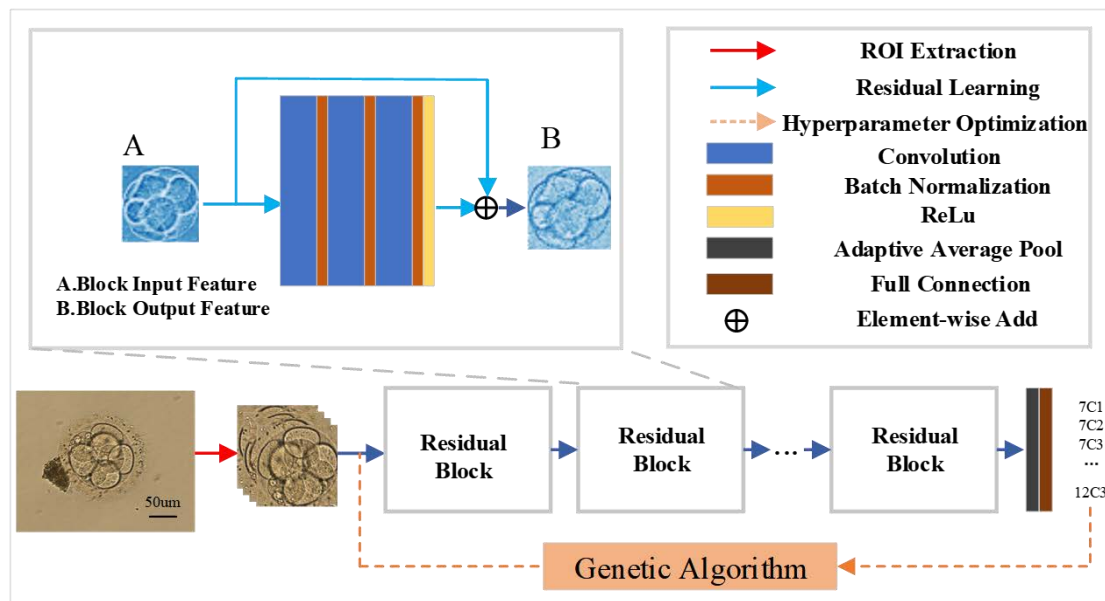 A
B
A.Block Input Feature
B.Block Output Feature
ROI Extraction
Residual Learning
Hyperparameter Optimization
Convolution
Batch Normalization
ReLu
Adaptive Average Pool
Full Connection
Element-wise Add
50um
Residual
Block
Residual
Block
...
Residual
Block
7C1
7C2
7C3
...
12C3
Genetic Algorithm